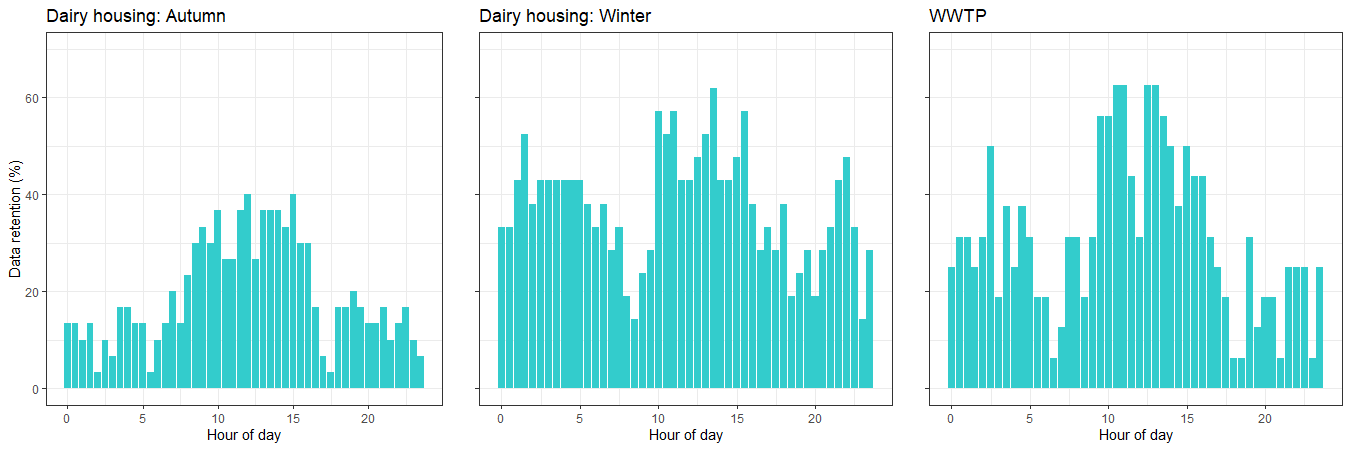 Dairy housing: Autumn
Dairy housing: Winter
WWTP
Data retention (%)
60
40
20
0
0 5 10 15 20
0 5 10 15 20
0 5 10 15 20
Hour of day
Hour of day
Hour of day